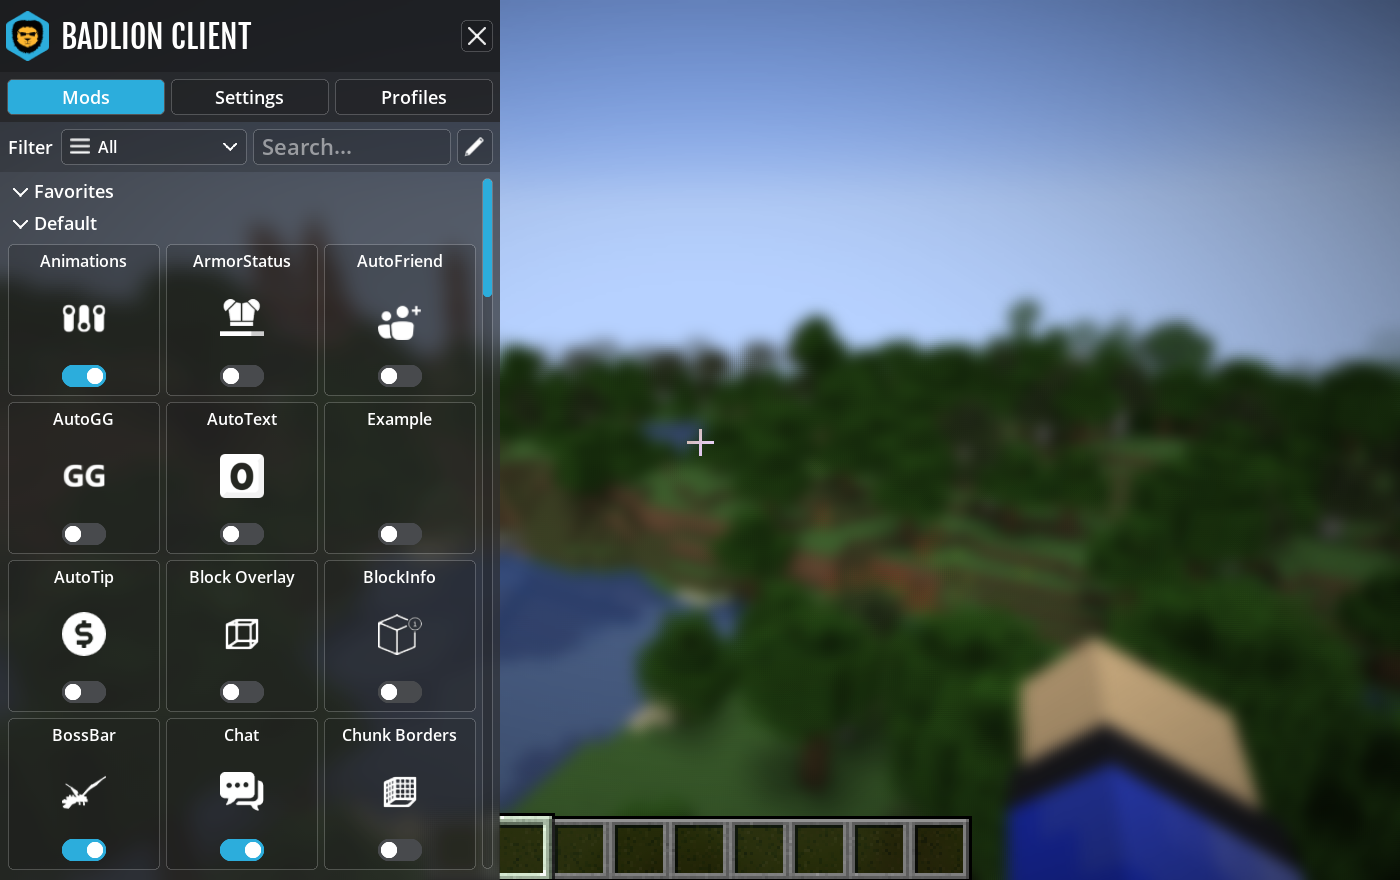 BADLION CLIENT
Mods Settings Profiles
Filter All Search...
Favorites
Default
Animations ArmorStatus AutoFriend
AutoGG AutoText Example
GG O
AutoTip Block Overlay BlockInfo
$ i
BossBar Chat Chunk Borders